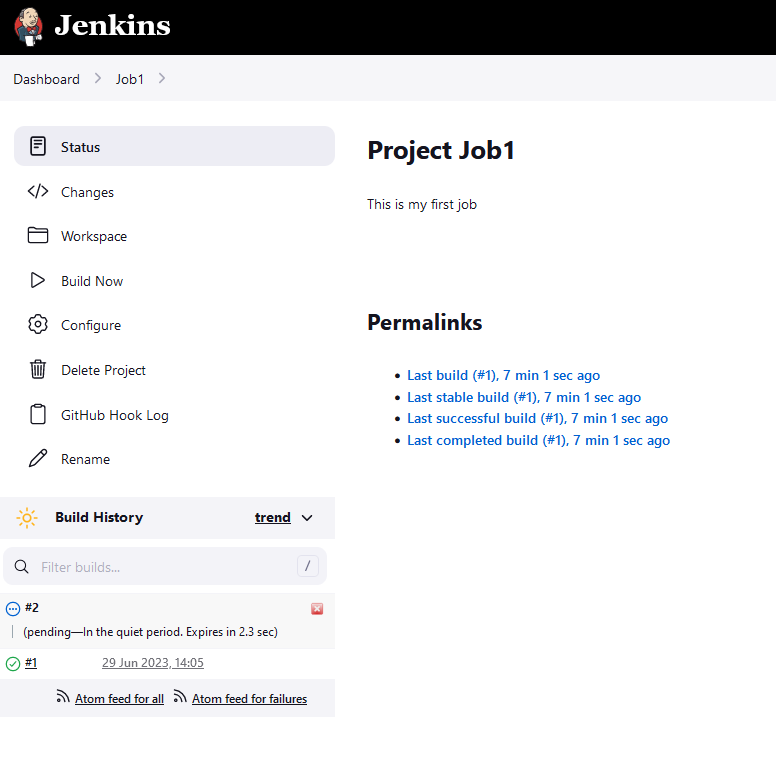 Jenkins
Dashboard
Job1
Status
Changes
Workspace
Build Now
Configure
Delete Project
GitHub Hook Log
Rename
Build History
trend
Filter builds...
/
#2
(pending—In the quiet period. Expires in 2.3 sec)
#1
29 Jun 2023, 14:05
Atom feed for all
Atom feed for failures
Project Job1
This is my first job
Permalinks
Last build (#1), 7 min 1 sec ago
Last stable build (#1), 7 min 1 sec ago
Last successful build (#1), 7 min 1 sec ago
Last completed build (#1), 7 min 1 sec ago